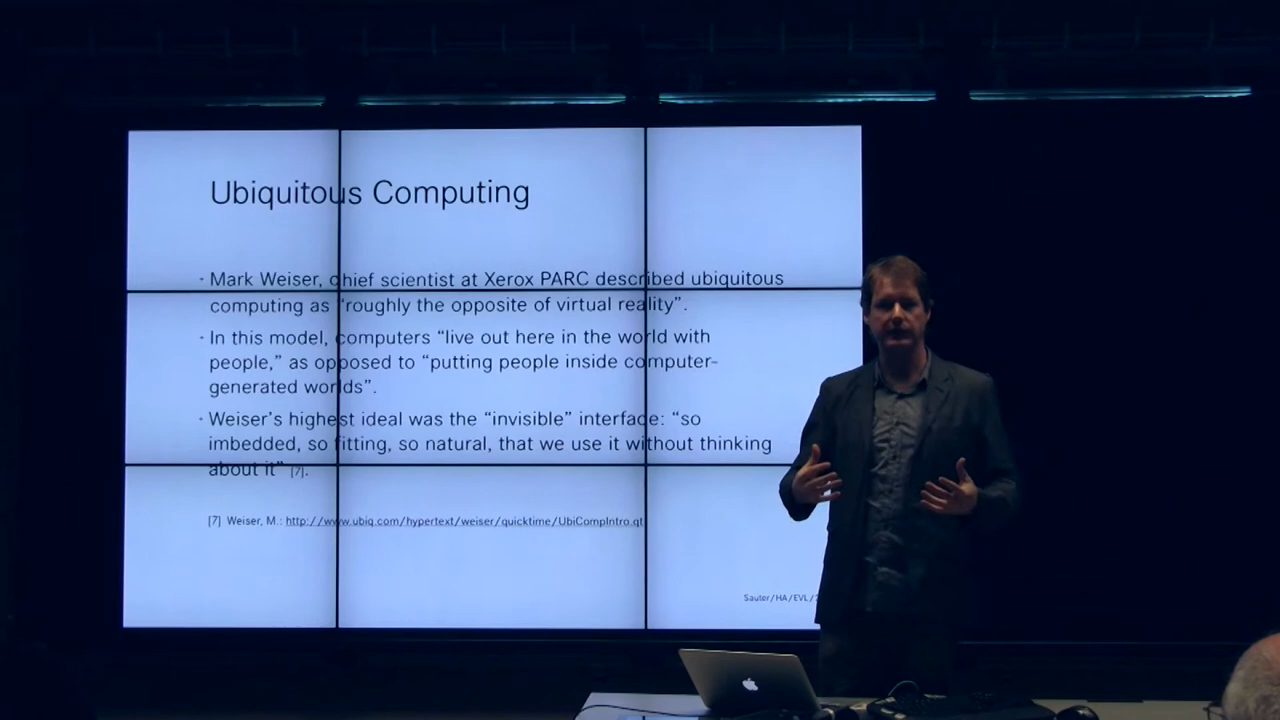 Ubiquitous Computing
- Mark Weiser, chief scientist at Xerox PARC described ubiquitous
computing as "roughly the opposite of virtual reality".
- In this model, computers "live out here in the world with
people," as opposed to "putting people inside computer-
generated worlds".
- Weiser's highest ideal was the "invisible" interface: "so
imbedded, so fitting, so natural, that we use it without thinking
about it" [7].
[7] Weiser, M.: http://www.ubiq.com/hypertext/weiser/quicktime/UbiCompIntro.qt
Sauter/HA/EVL/